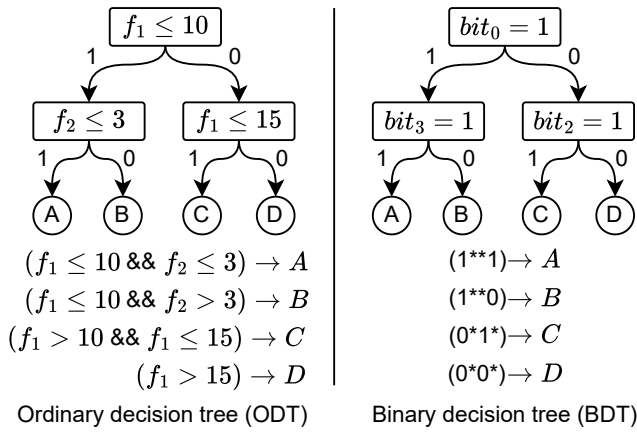 f₁ ≤ 10
1 0
f₂ ≤ 3 f₁ ≤ 15
1 0 1 0
A B C D
(f₁ ≤ 10 && f₂ ≤ 3) → A
(f₁ ≤ 10 && f₂ > 3) → B
(f₁ > 10 && f₁ ≤ 15) → C
(f₁ > 15) → D
Ordinary decision tree (ODT)
bit₀ = 1
1 0
bit₃ = 1 bit₂ = 1
1 0 1 0
A B C D
(1**1)→ A
(1**0)→ B
(0*1*)→ C
(0*0*)→ D
Binary decision tree (BDT)